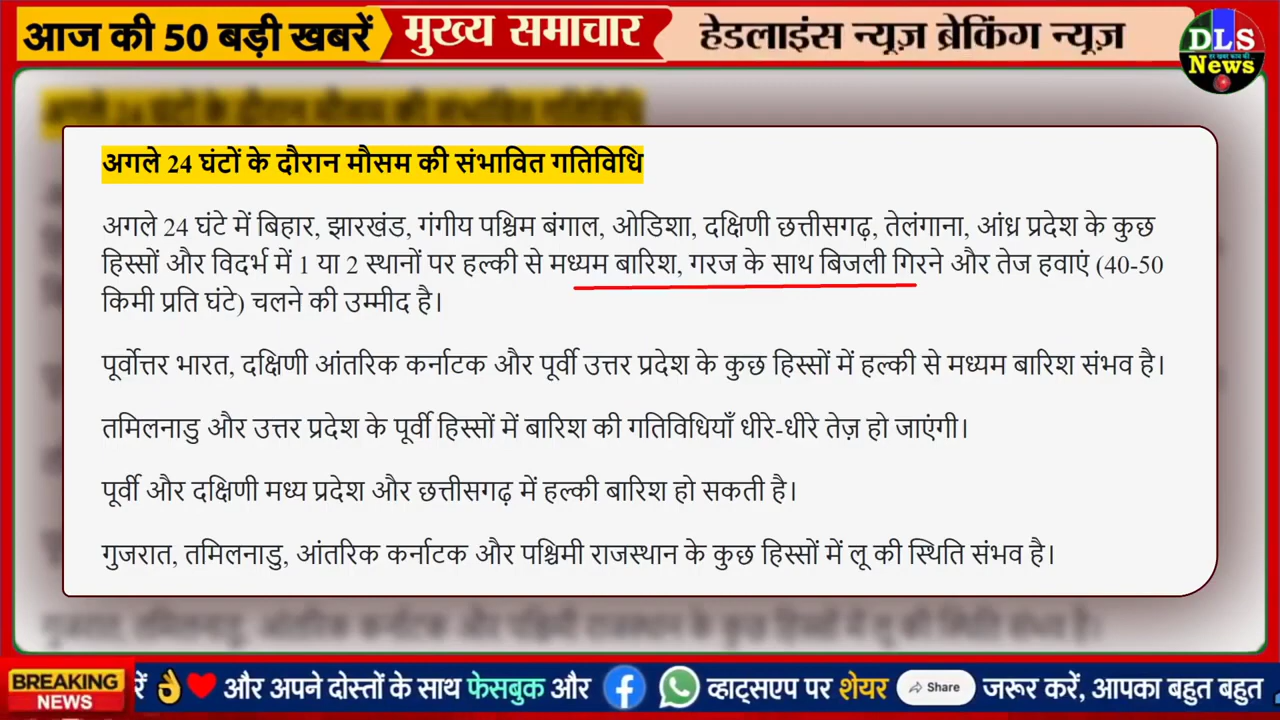 आज की 50 बड़ी खबरें मुख्य समाचार हेडलाइंस न्यूज़ ब्रेकिंग न्यूज़
DLS
हर खबर काम की...
News
अगले 24 घंटों के दौरान मौसम की संभावित गतिविधि
अगले 24 घंटे में बिहार, झारखंड, गंगीय पश्चिम बंगाल, ओडिशा, दक्षिणी छत्तीसगढ़, तेलंगाना, आंध्र प्रदेश के कुछ
हिस्सों और विदर्भ में 1 या 2 स्थानों पर हल्की से मध्यम बारिश, गरज के साथ बिजली गिरने और तेज हवाएं (40-50
किमी प्रति घंटे) चलने की उम्मीद है।
पूर्वोत्तर भारत, दक्षिणी आंतरिक कर्नाटक और पूर्वी उत्तर प्रदेश के कुछ हिस्सों में हल्की से मध्यम बारिश संभव है।
तमिलनाडु और उत्तर प्रदेश के पूर्वी हिस्सों में बारिश की गतिविधियाँ धीरे-धीरे तेज़ हो जाएंगी।
पूर्वी और दक्षिणी मध्य प्रदेश और छत्तीसगढ़ में हल्की बारिश हो सकती है।
गुजरात, तमिलनाडु, आंतरिक कर्नाटक और पश्चिमी राजस्थान के कुछ हिस्सों में लू की स्थिति संभव है।
BREAKING
NEWS
और अपने दोस्तों के साथ फेसबुक और व्हाट्सएप पर शेयर Share जरूर करें, आपका बहुत बहुत